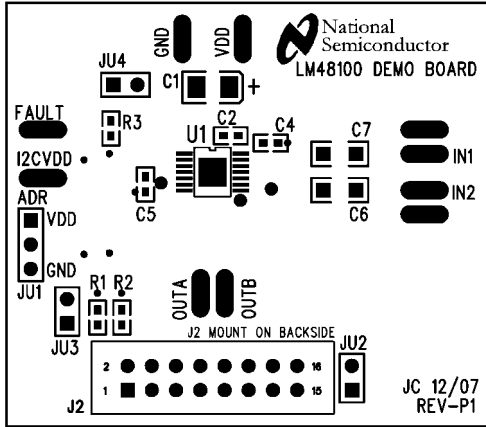 National
Semiconductor
LM48100 DEMO BOARD
GND
VDD
JU4
C1
+
FAULT
R3
U1
C2
C4
C7
I2CVDD
IN1
ADR
C5
IN2
VDD
C6
GND
JU1
R1 R2
OUTA
OUTB
JU3
J2 MOUNT ON BACKSIDE
JU2
2
16
1
15
J2
JC 12/07
REV-P1